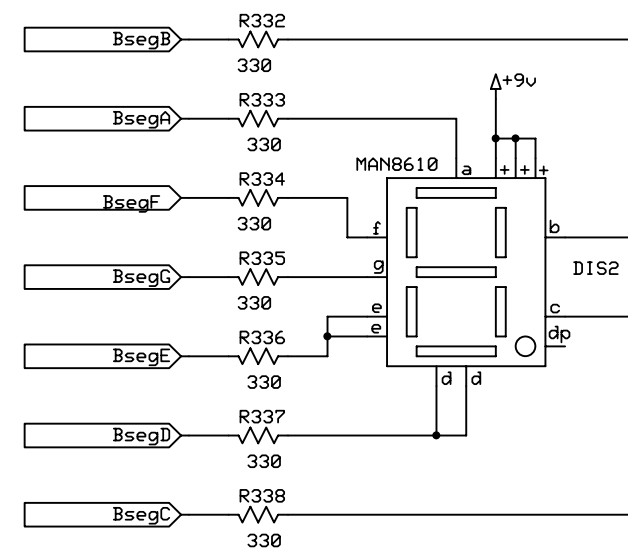 R332
BsegB
330
+9v
R333
BsegA
330
MAN8610
a
+ + +
R334
BsegF
330
f
b
R335
g
DIS2
BsegG
330
e
c
e
dp
R336
BsegE
330
d d
R337
BsegD
330
R338
BsegC
330